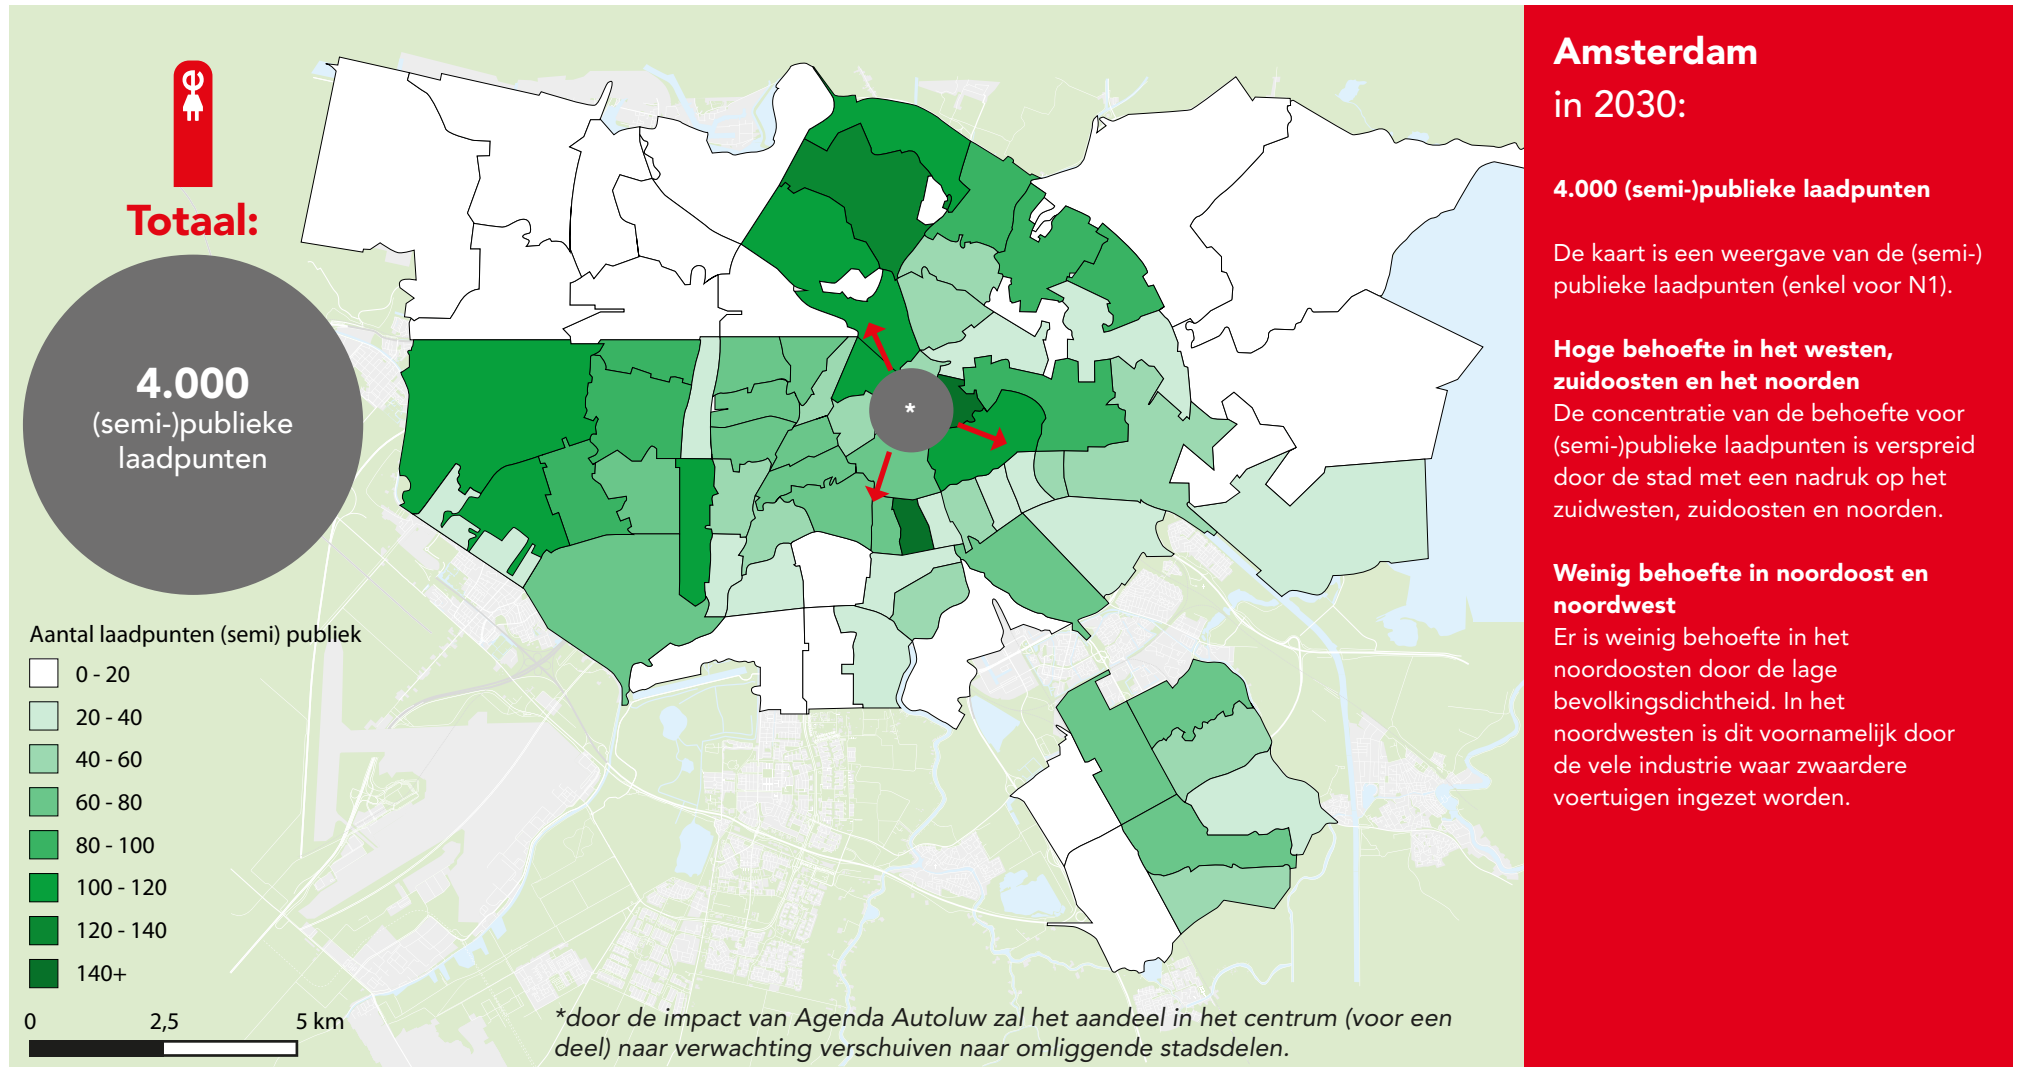 e
Totaal:
4.000
(semi-)publieke
laadpunten
*
Aantal laadpunten (semi) publiek
0 - 20
20 - 40
40 - 60
60 - 80
80 - 100
100 - 120
120 - 140
140+
0 2,5 5 km
*door de impact van Agenda Autoluw zal het aandeel in het centrum (voor een
deel) naar verwachting verschuiven naar omliggende stadsdelen.
Amsterdam
in 2030:
4.000 (semi-)publieke laadpunten
De kaart is een weergave van de (semi-)
publieke laadpunten (enkel voor N1).
Hoge behoefte in het westen,
zuidoosten en het noorden
De concentratie van de behoefte voor
(semi-)publieke laadpunten is verspreid
door de stad met een nadruk op het
zuidwesten, zuidoosten en noorden.
Weinig behoefte in noordoost en
noordwest
Er is weinig behoefte in het
noordoosten door de lage
bevolkingsdichtheid. In het
noordwesten is dit voornamelijk door
de vele industrie waar zwaardere
voertuigen ingezet worden.